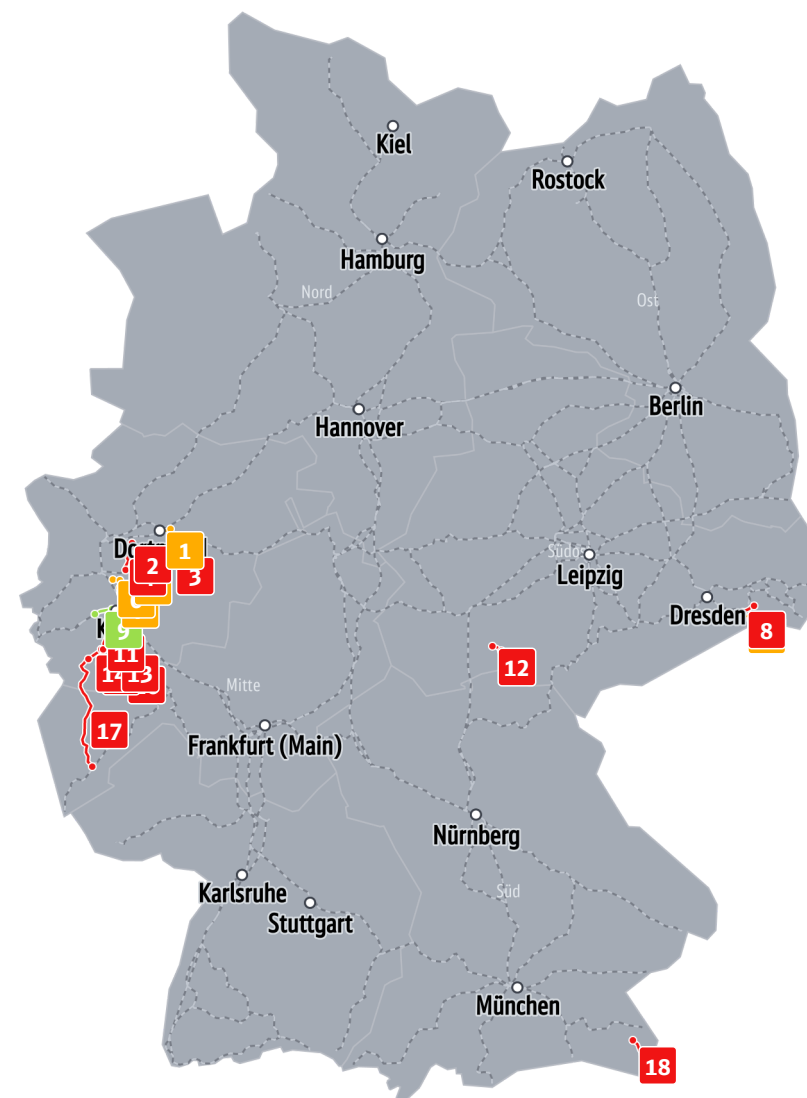 Kiel
Rostock
Hamburg
Nord
Ost
Berlin
Hannover
1
2
3
Leipzig
Dresden
9
8
11
12
13
Mitte
17
Frankfurt (Main)
Nürnberg
Karlsruhe
Süd
Stuttgart
München
18